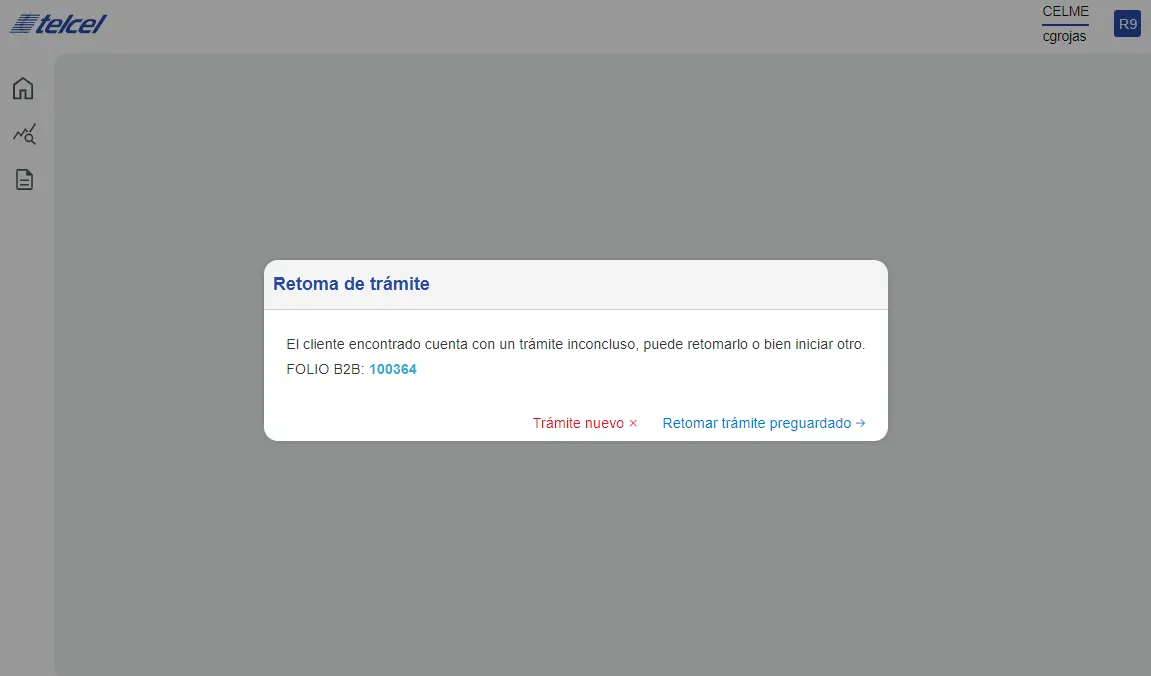 telcel
CELME
cgrojas
R9
Retoma de trámite
El cliente encontrado cuenta con un trámite inconcluso, puede retomarlo o bien iniciar otro.
FOLIO B2B: 100364
Trámite nuevo × Retomar trámite preguardado →